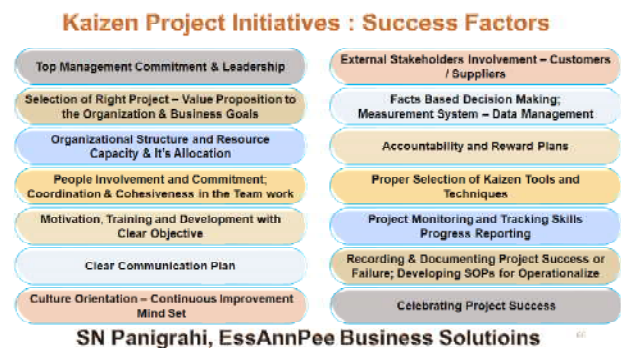 Kaizen Project Initiatives : Success Factors
Top Management Commitment & Leadership
Selection of Right Project – Value Proposition to
the Organization & Business Goals
Organizational Structure and Resource
Capacity & It's Allocation
People Involvement and Commitment;
Coordination & Cohesiveness in the Team work
Motivation, Training and Development with
Clear Objective
Clear Communication Plan
Culture Orientation – Continuous Improvement
Mind Set
External Stakeholders Involvement – Customers
/ Suppliers
Facts Based Decision Making;
Measurement System – Data Management
Accountability and Reward Plans
Proper Selection of Kaizen Tools and
Techniques
Project Monitoring and Tracking Skills
Progress Reporting
Recording & Documenting Project Success or
Failure; Developing SOPs for Operationalize
Celebrating Project Success
SN Panigrahi, EssAnnPee Business Solutioins